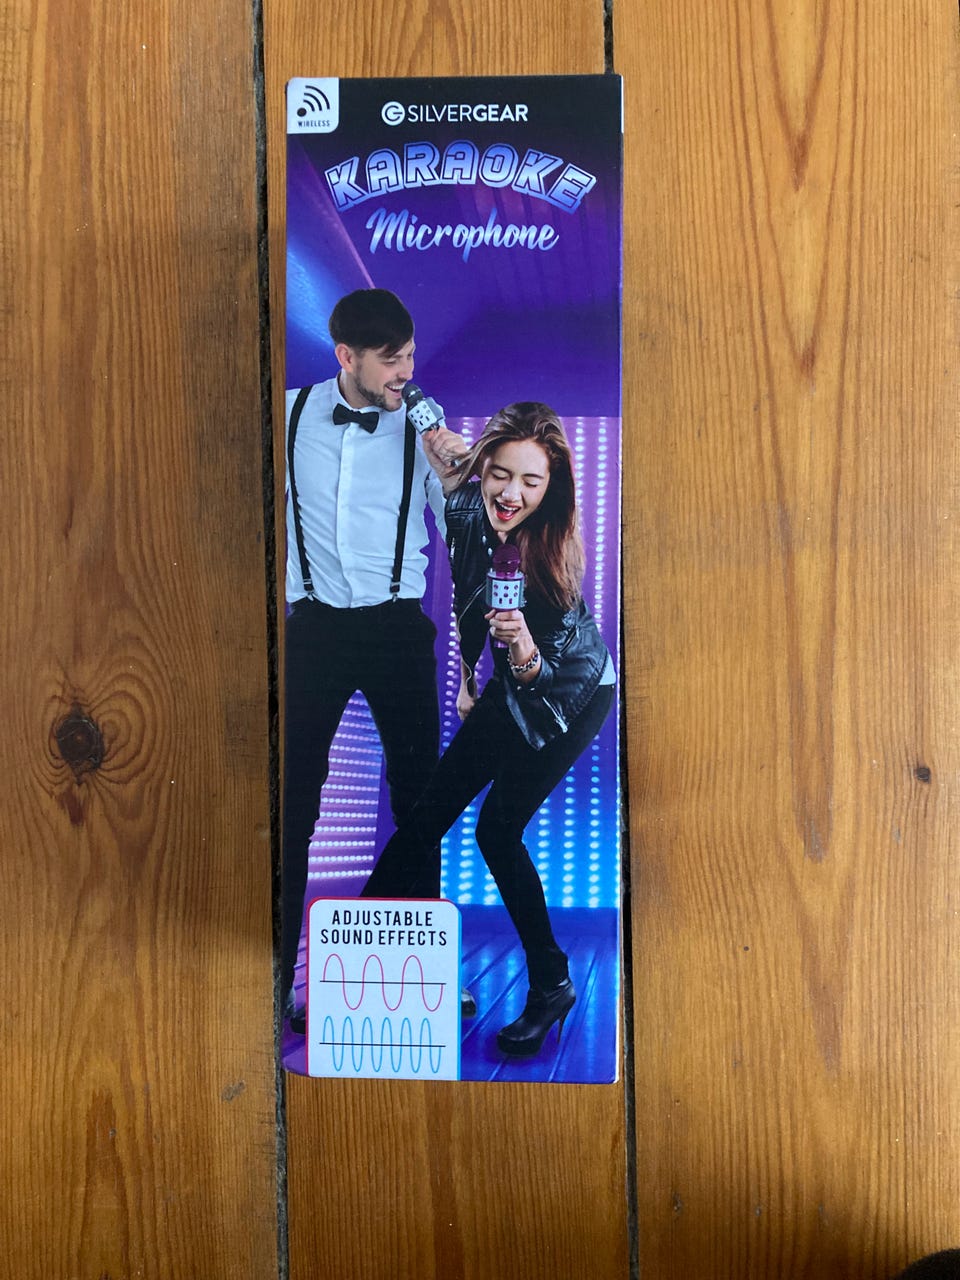 WIRELESS
SILVERGEAR
KARAOKE
Microphone
ADJUSTABLE
SOUND EFFECTS